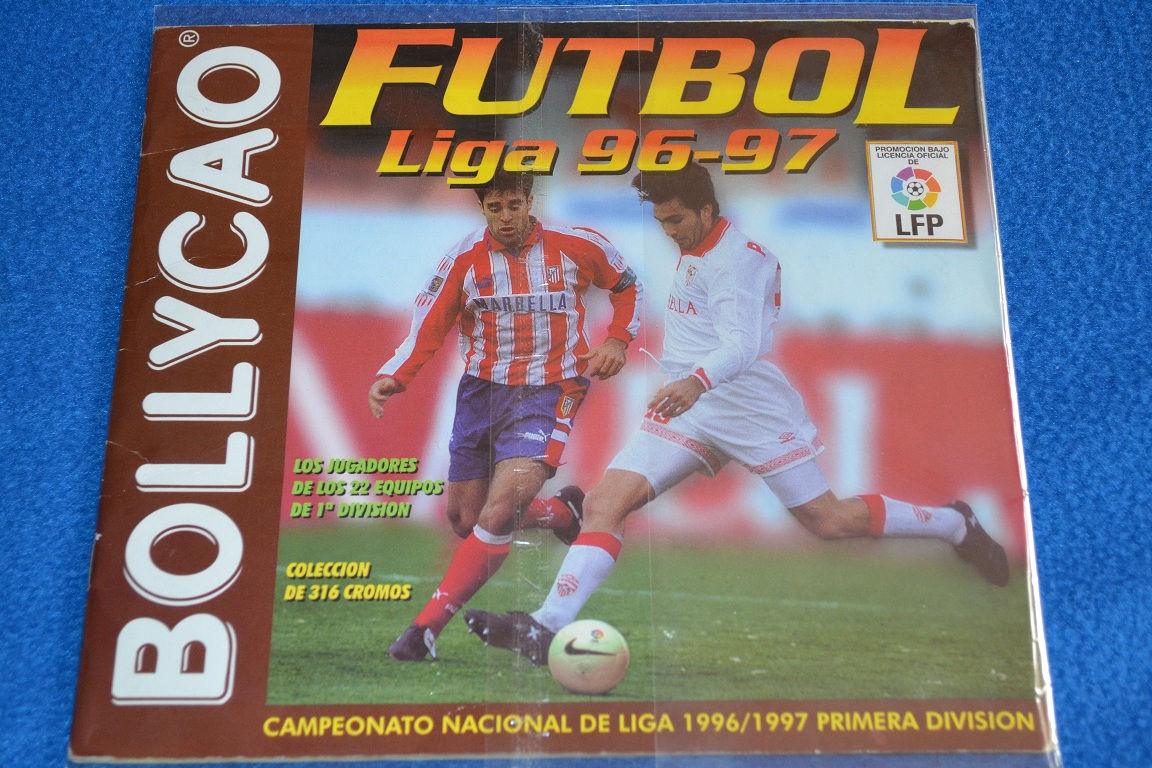 BOLLYCAO®
FUTBOL
Liga 96-97
PROMOCION BAJO
LICENCIA OFICIAL
DE
LFP
MARBELLA
LOS JUGADORES
DE LOS 22 EQUIPOS
DE 1ª DIVISION
COLECCION
DE 316 CROMOS
CAMPEONATO NACIONAL DE LIGA 1996/1997 PRIMERA DIVISION